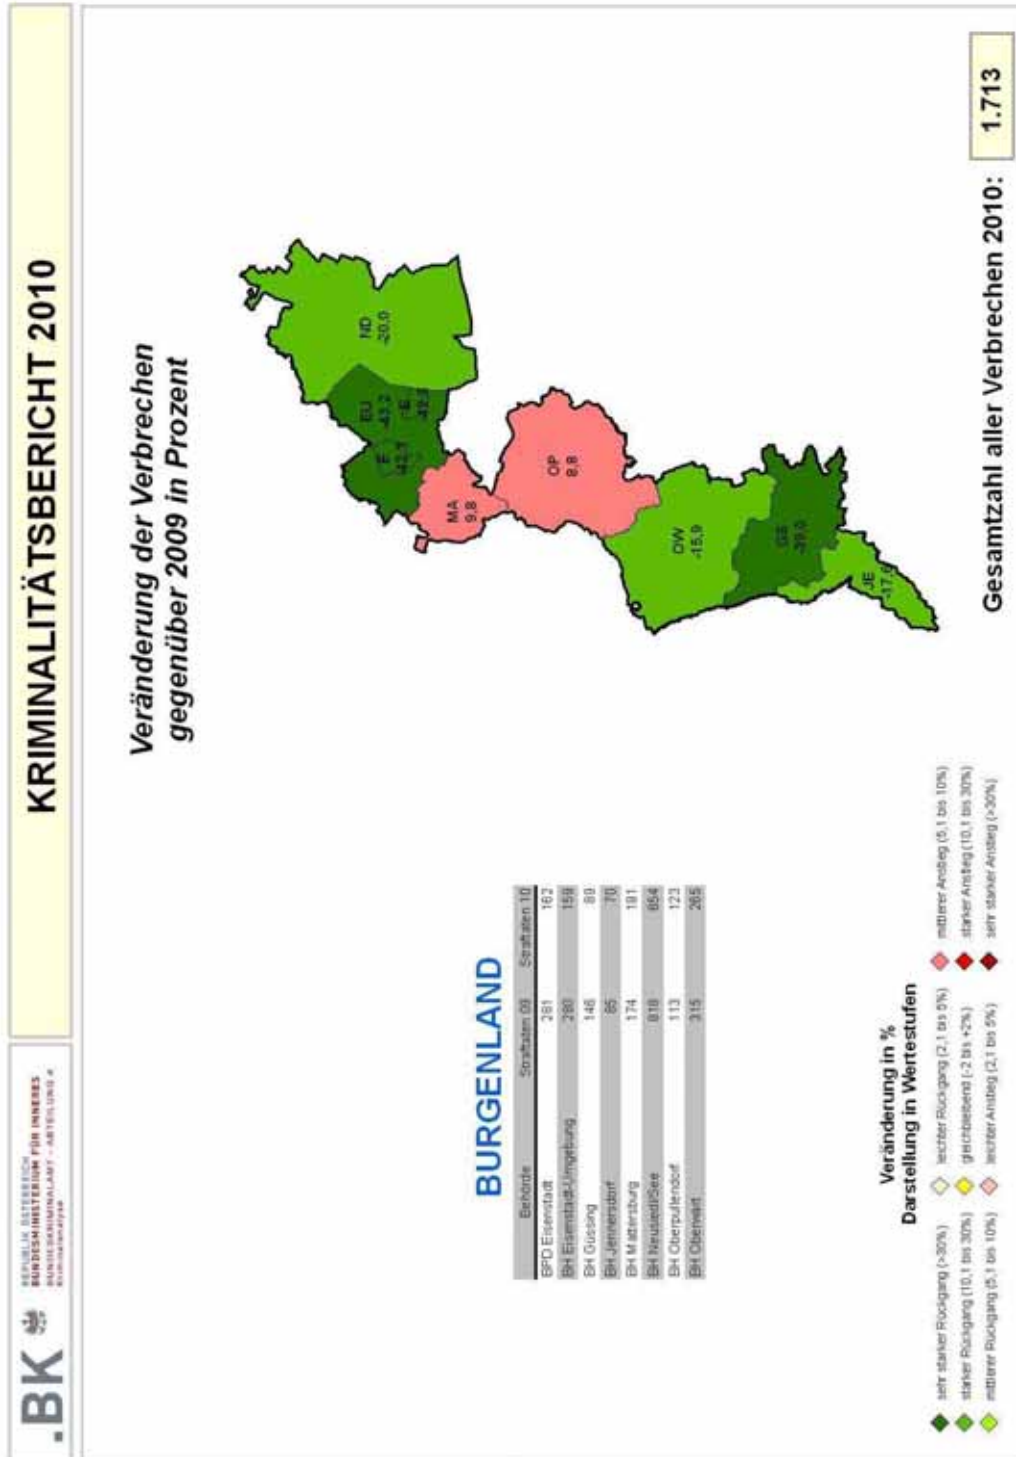 .BK
REPUBLIK ÖSTERREICH
BUNDESMINISTERIUM FÜR INNERES
BUNDESKRIMINALAMT - ABTEILUNG 4
Kriminalanalyse
KRIMINALITÄTSBERICHT 2010
Veränderung der Verbrechen
gegenüber 2009 in Prozent
BURGENLAND
Behörde Straftaten 09 Straftaten 10
BPD Eisenstadt 281 162
BH Eisenstadt-Umgebung 280 159
BH Güssing 146 89
BH Jennersdorf 85 70
BH Mattersburg 174 191
BH Neusiedl/See 818 654
BH Oberpullendorf 113 123
BH Oberwart 315 265
ND
-20,0
EU
-43,2
E
-42,3
MA
9,8
OP
8,8
OW
-15,9
GS
-39,0
JE
-17,6
Veränderung in %
Darstellung in Wertestufen
sehr starker Rückgang (>30%)
starker Rückgang (10,1 bis 30%)
mittlerer Rückgang (5,1 bis 10%)
leichter Rückgang (2,1 bis 5%)
gleichbleibend (-2 bis +2%)
leichter Anstieg (2,1 bis 5%)
mittlerer Anstieg (5,1 bis 10%)
starker Anstieg (10,1 bis 30%)
sehr starker Anstieg (>30%)
Gesamtzahl aller Verbrechen 2010: 1.713